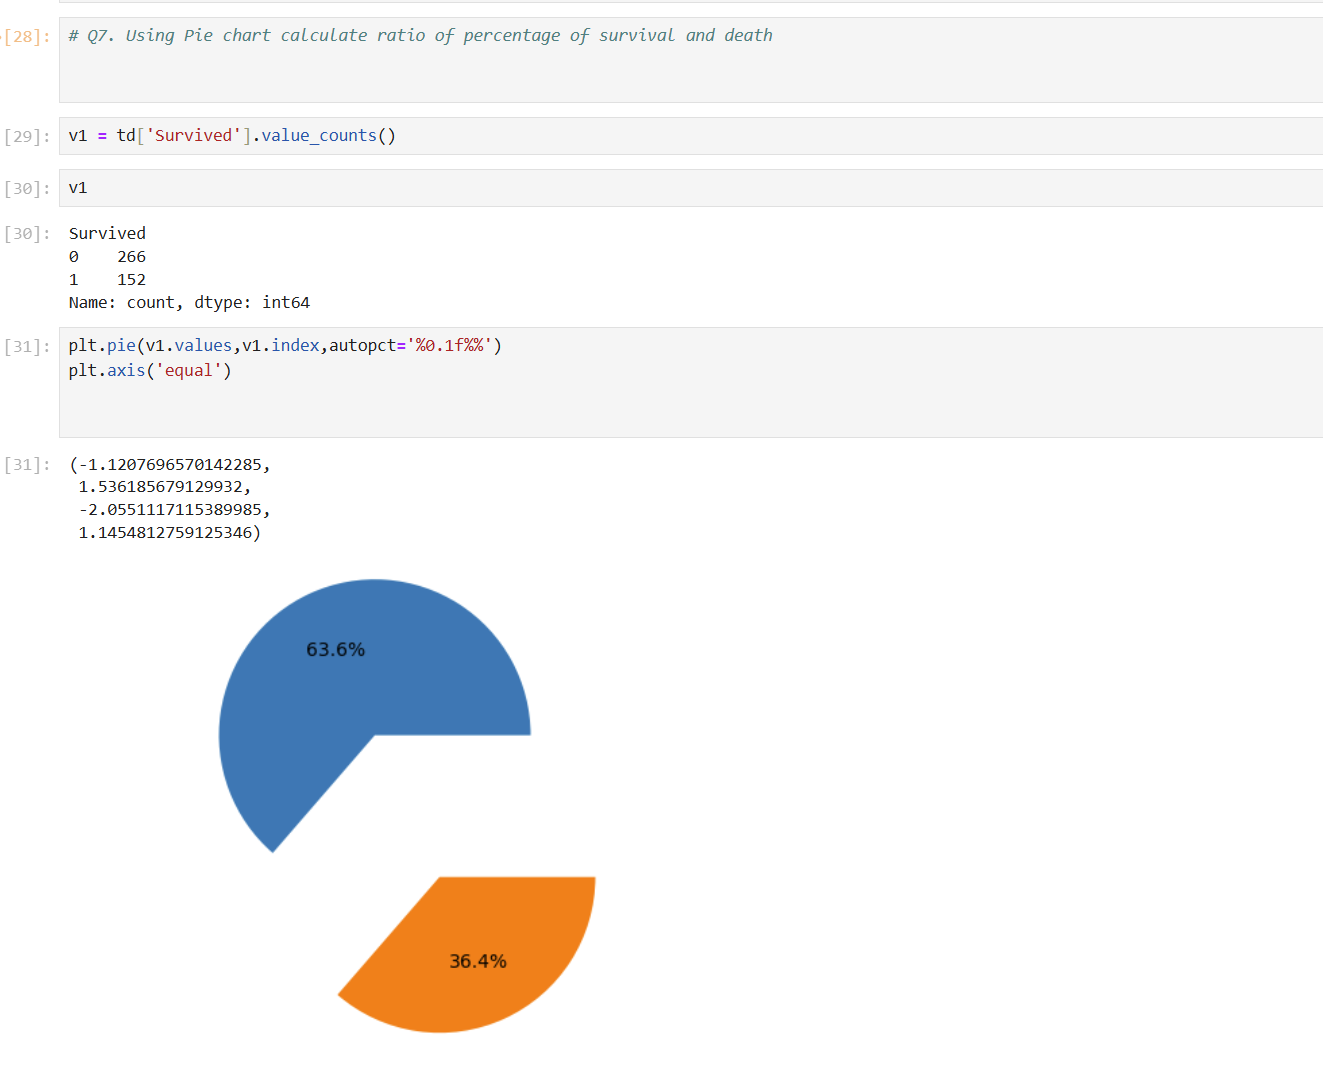 [28]: # Q7. Using Pie chart calculate ratio of percentage of survival and death
[29]: v1 = td['Survived'].value_counts()
[30]: v1
[30]: Survived
0    266
1    152
Name: count, dtype: int64
[31]: plt.pie(v1.values,v1.index,autopct='%0.1f%%')
plt.axis('equal')
[31]: (-1.1207696570142285,
1.536185679129932,
-2.0551117115389985,
1.1454812759125346)
63.6%
36.4%